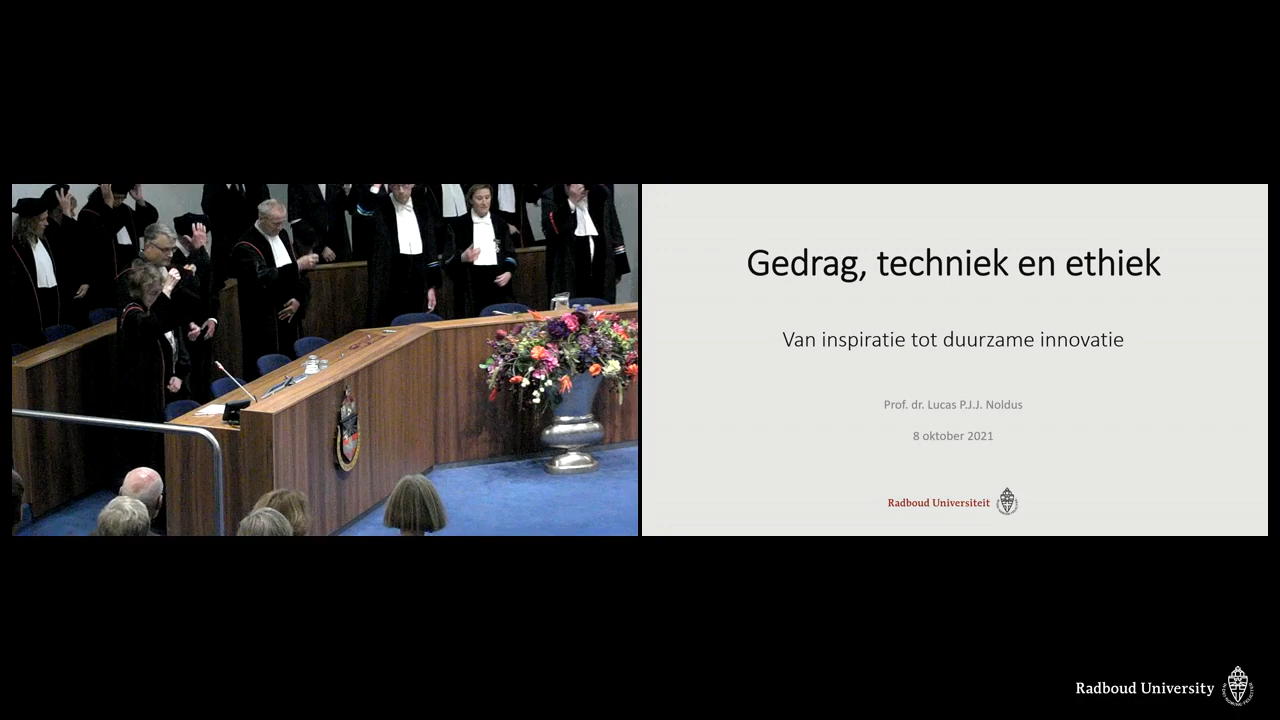 Gedrag, techniek en ethiek
Van inspiratie tot duurzame innovatie
Prof. dr. Lucas P.J.J. Noldus
8 oktober 2021
Radboud Universiteit
Radboud University